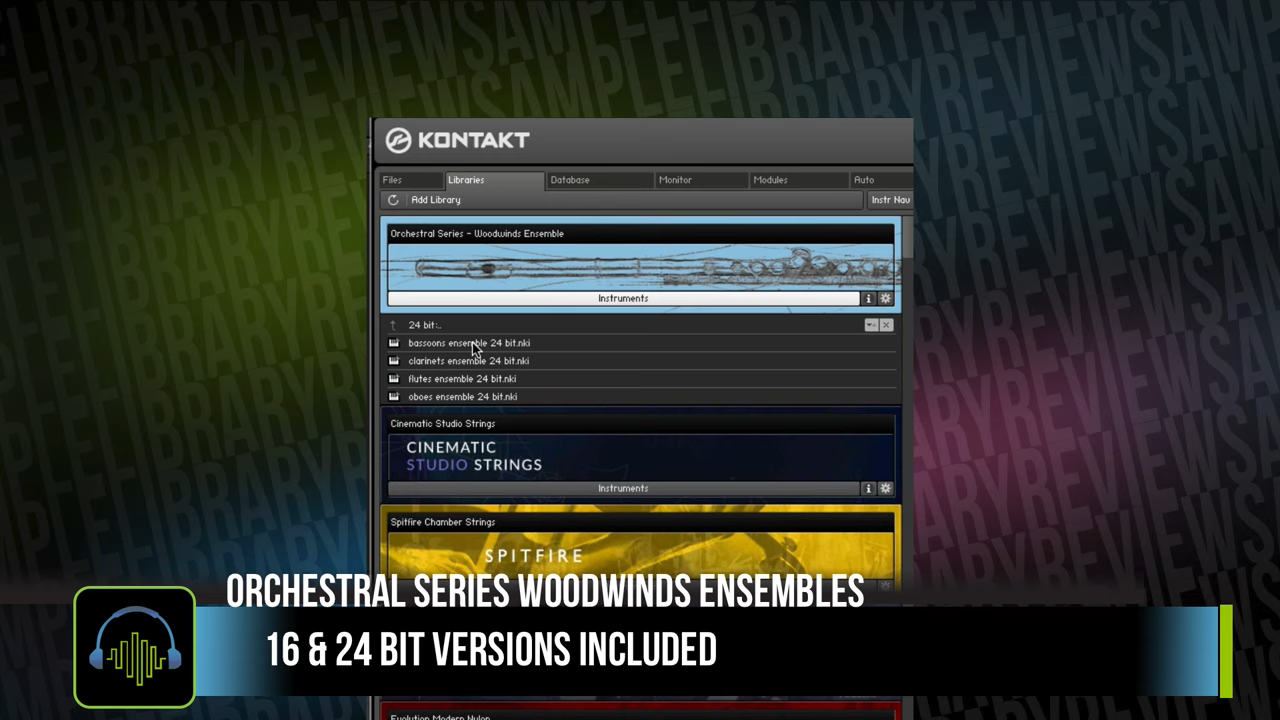 KONTAKT
Files Libraries Database Monitor Modules Auto
Add Library Instr Nav
Orchestral Series - Woodwinds Ensemble
Instruments
24 bit:..
bassoons ensemble 24 bit.nki
clarinets ensemble 24 bit.nki
flutes ensemble 24 bit.nki
oboes ensemble 24 bit.nki
Cinematic Studio Strings
CINEMATIC
STUDIO STRINGS
Instruments
Spitfire Chamber Strings
SPITFIRE
ORCHESTRAL SERIES WOODWINDS ENSEMBLES
16 & 24 BIT VERSIONS INCLUDED
Evolution Modern Nylon